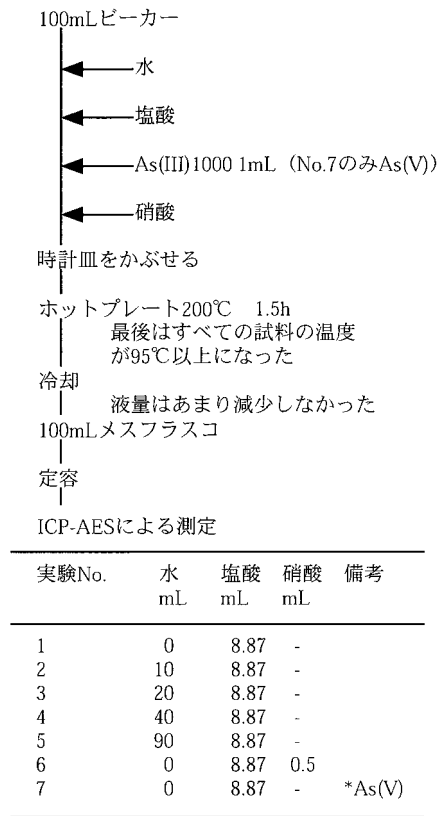 100mLビーカー
水
塩酸
As(III)1000 1mL（No.7のみAs(V)）
硝酸
時計皿をかぶせる
ホットプレート200℃ 1.5h
最後はすべての試料の温度
が95℃以上になった
冷却
液量はあまり減少しなかった
100mLメスフラスコ
定容
ICP-AESによる測定
実験No. 水 塩酸 硝酸 備考
mL mL mL
1 0 8.87 -
2 10 8.87 -
3 20 8.87 -
4 40 8.87 -
5 90 8.87 -
6 0 8.87 0.5
7 0 8.87 - *As(V)